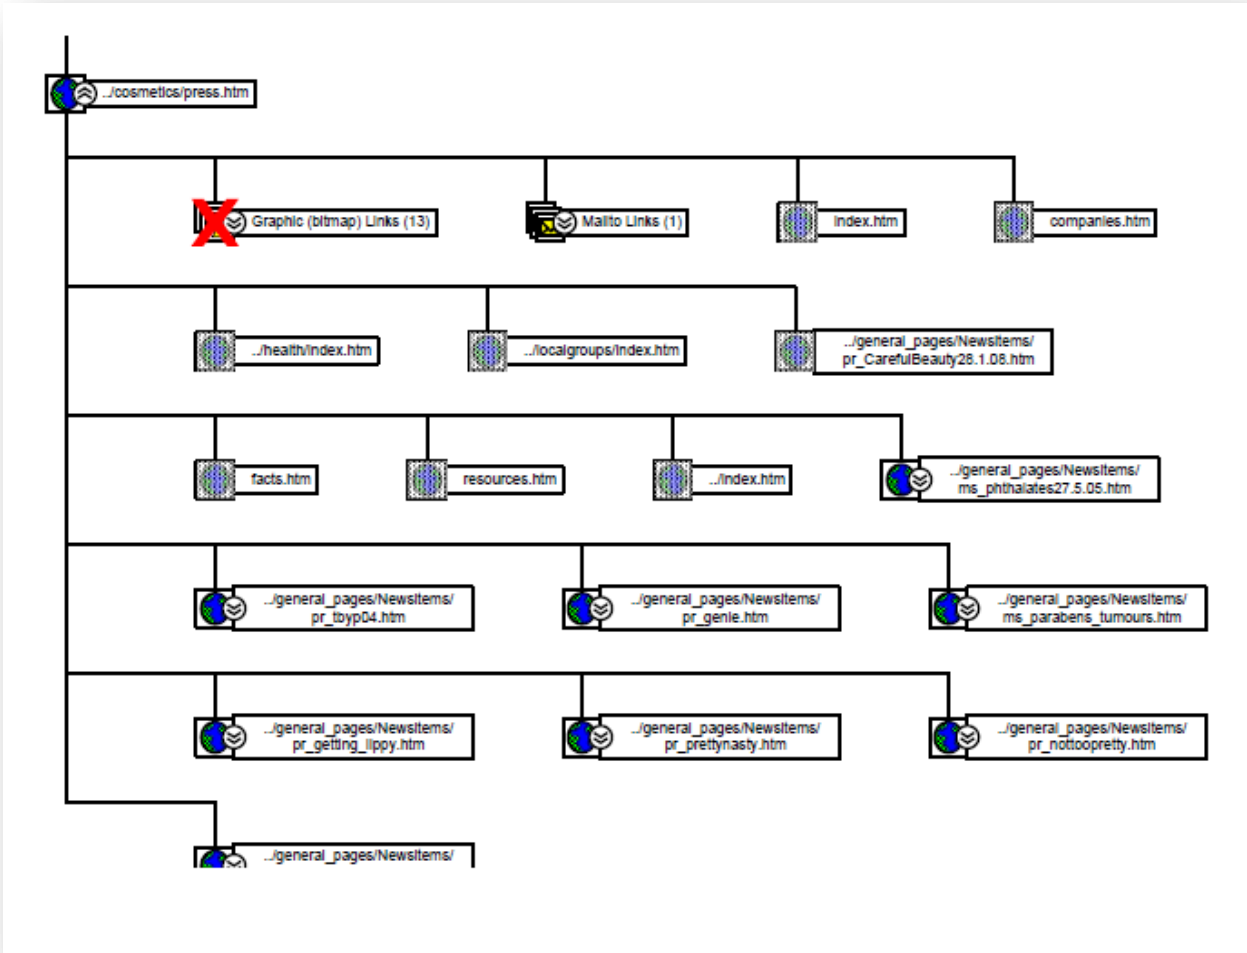 ../cosmetics/press.htm
Graphic (bitmap) Links (13)
Mailto Links (1)
index.htm
companies.htm
../health/index.htm
../localgroups/index.htm
../general_pages/NewsItems/
pr_CarefulBeauty28.1.08.htm
facts.htm
resources.htm
../index.htm
../general_pages/NewsItems/
ms_phthalates27.5.05.htm
../general_pages/NewsItems/
pr_tbyp04.htm
../general_pages/NewsItems/
pr_genie.htm
../general_pages/NewsItems/
ms_parabens_tumours.htm
../general_pages/NewsItems/
pr_getting_lippy.htm
../general_pages/NewsItems/
pr_prettynasty.htm
../general_pages/NewsItems/
pr_nottoopretty.htm
../general_pages/NewsItems/